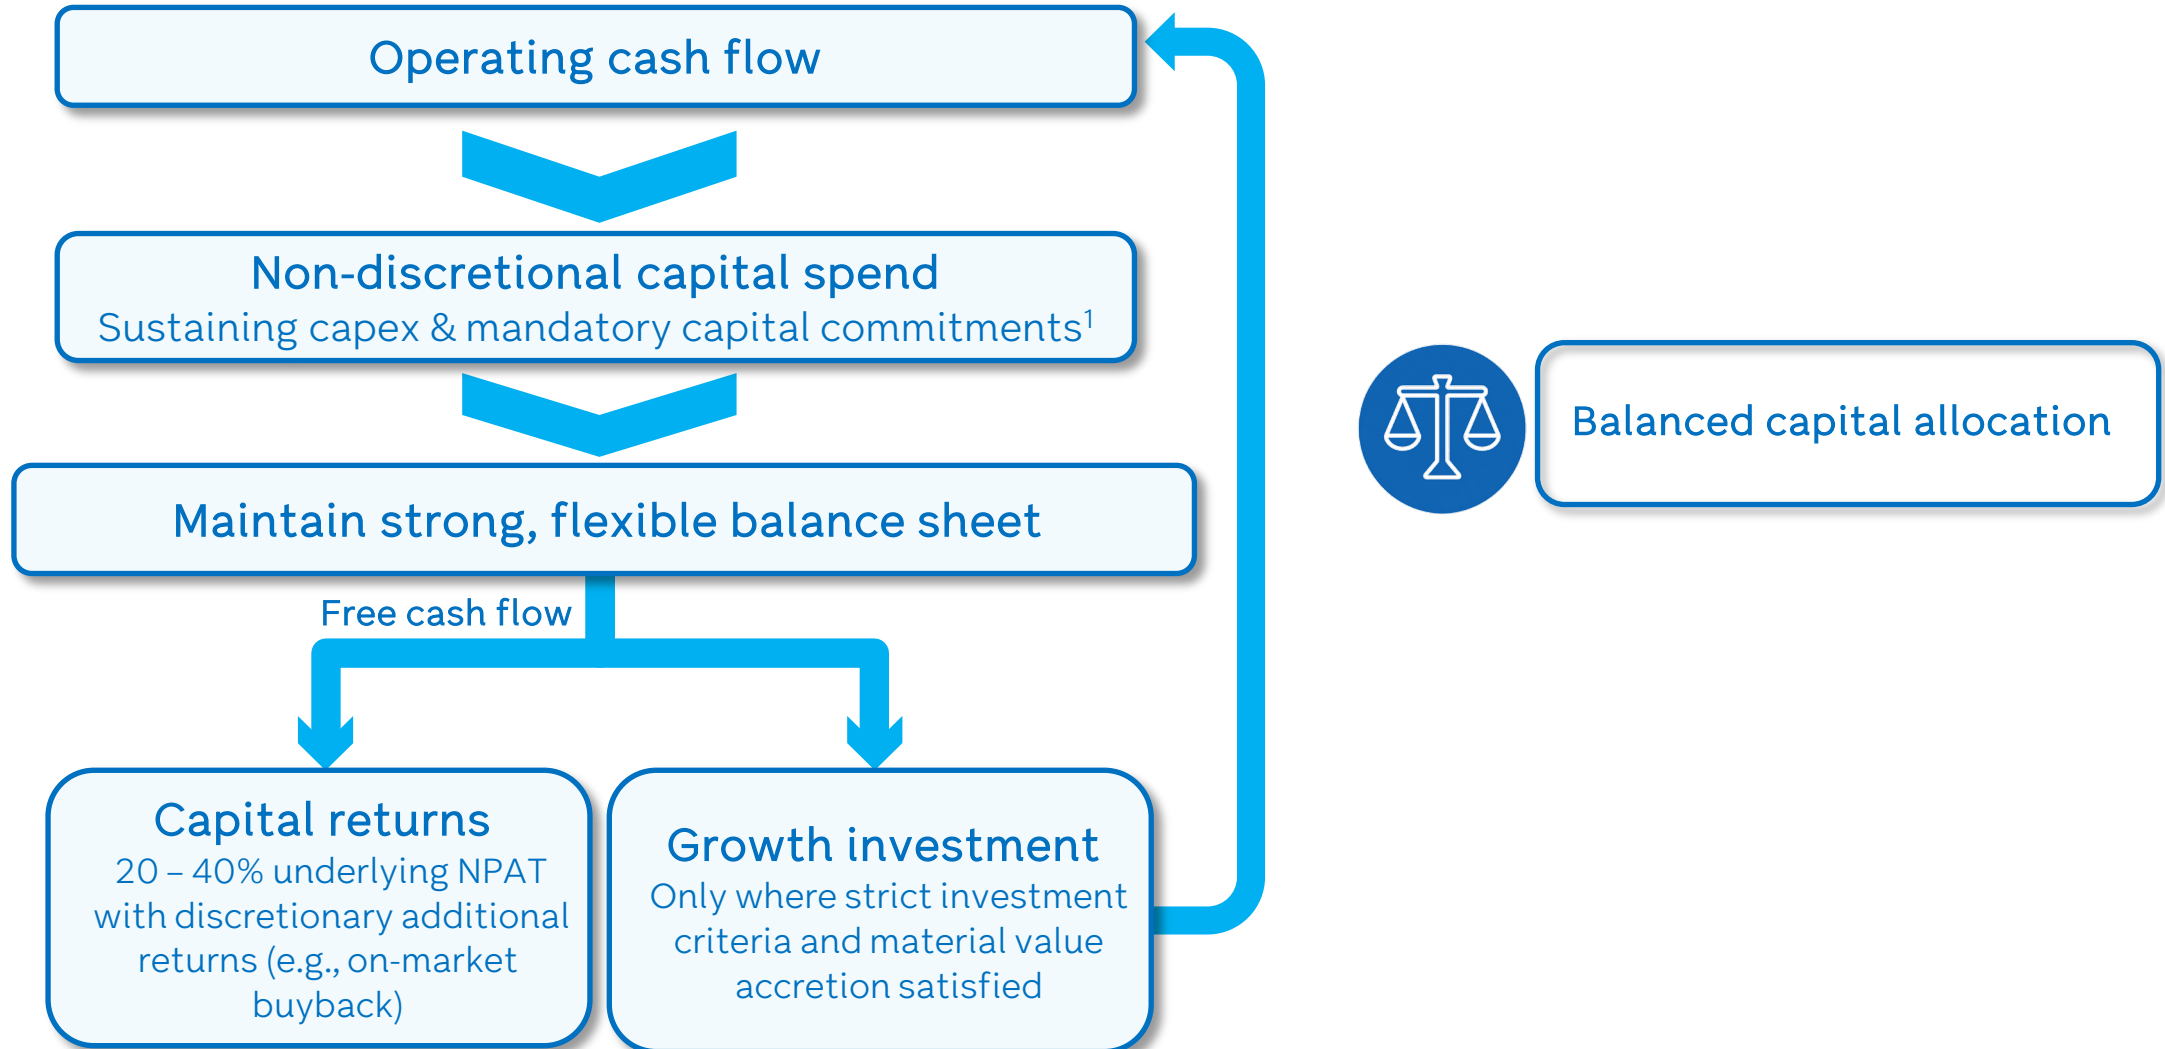 Operating cash flow
Non-discretional capital spend
Sustaining capex & mandatory capital commitments¹
Maintain strong, flexible balance sheet
Free cash flow
Capital returns
20 – 40% underlying NPAT
with discretionary additional
returns (e.g., on-market
buyback)
Growth investment
Only where strict investment
criteria and material value
accretion satisfied
Balanced capital allocation